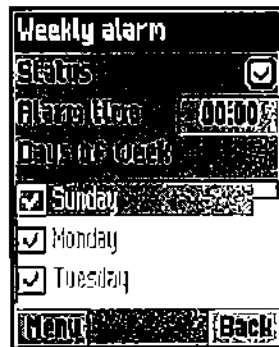 Weekly alarm
Status
Alarm time 00:00
Days of week
Sunday
Monday
Tuesday
Menu Back